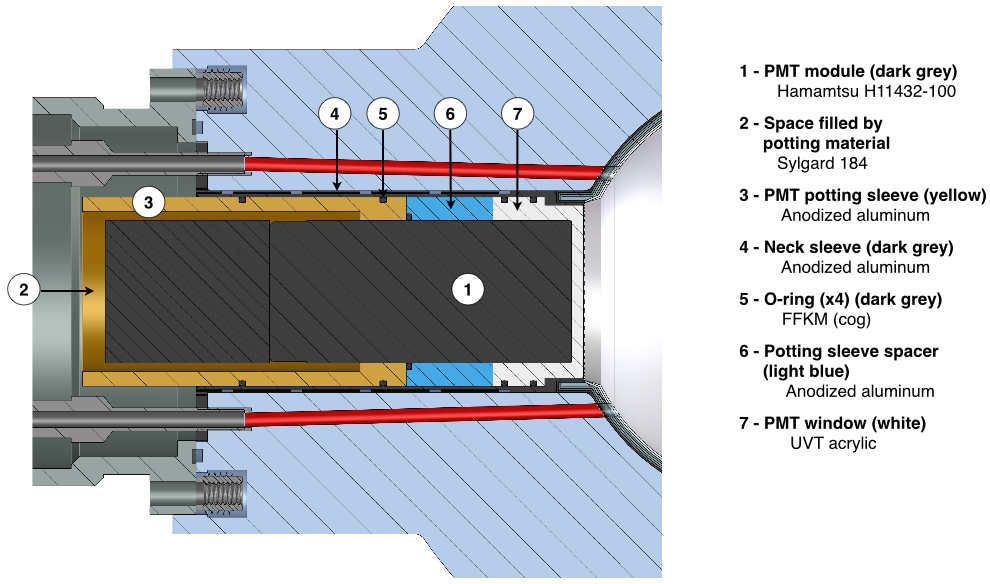 4
5
6
7
3
2
1
1 - PMT module (dark grey)
Hamamtsu H11432-100
2 - Space filled by
potting material
Sylgard 184
3 - PMT potting sleeve (yellow)
Anodized aluminum
4 - Neck sleeve (dark grey)
Anodized aluminum
5 - O-ring (x4) (dark grey)
FFKM (cog)
6 - Potting sleeve spacer
(light blue)
Anodized aluminum
7 - PMT window (white)
UVT acrylic